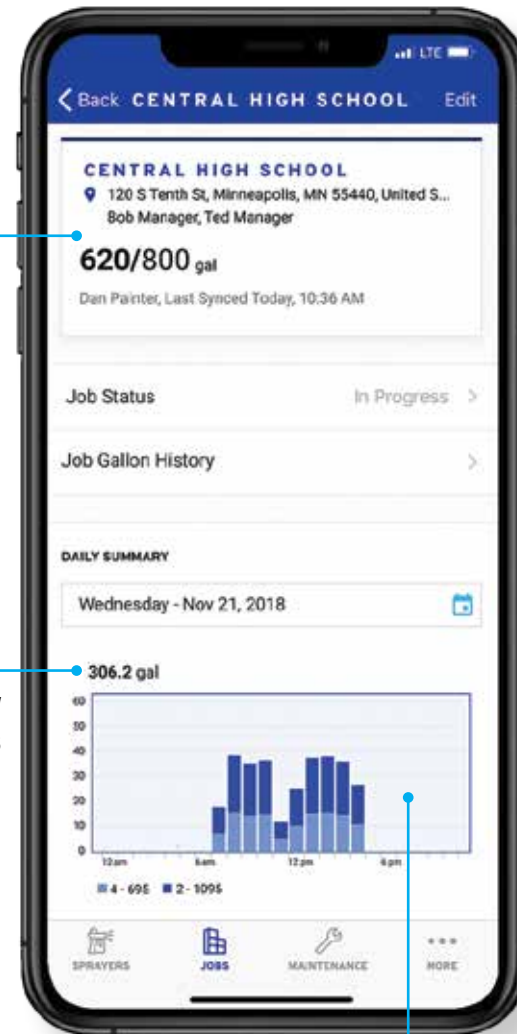 LTE
Back CENTRAL HIGH SCHOOL Edit
CENTRAL HIGH SCHOOL
120 S Tenth St, Minneapolis, MN 55440, United S...
Bob Manager, Ted Manager
620/800 gal
Dan Painter, Last Synced Today, 10:36 AM
Job Status In Progress
Job Gallon History
DAILY SUMMARY
Wednesday - Nov 21, 2018
306.2 gal
60
50
40
30
20
10
0
12am 6am 12pm 6pm
4 - 695 2 - 1095
SPRAYERS JOBS MAINTENANCE MORE